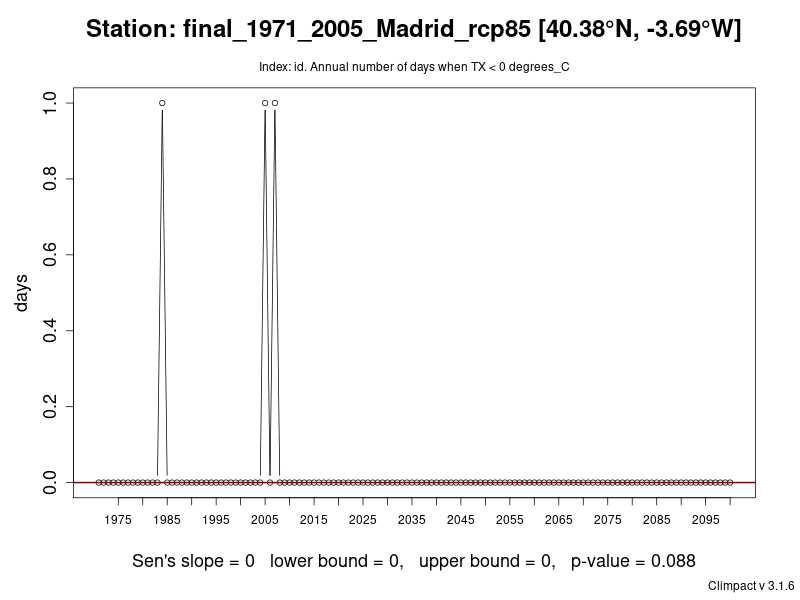 Station: final_1971_2005_Madrid_rcp85 [40.38°N, -3.69°W]
Index: id. Annual number of days when TX < 0 degrees_C
1.0
0.8
0.6
0.4
0.2
0.0
days
1975 1985 1995 2005 2015 2025 2035 2045 2055 2065 2075 2085 2095
Sen's slope = 0 lower bound = 0, upper bound = 0, p-value = 0.088
Climpact v 3.1.6